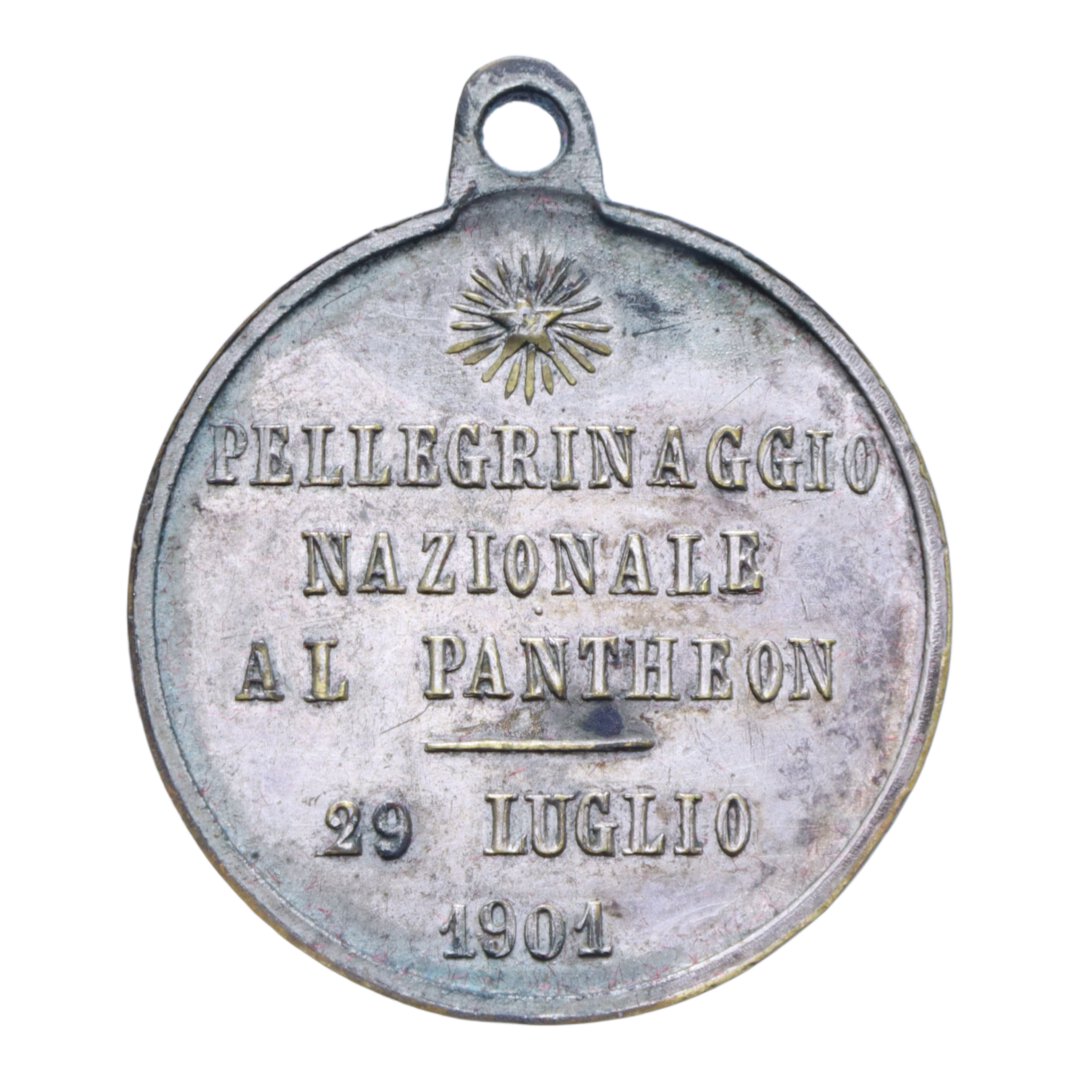 PELLEGRINAGGIO
NAZIONALE
AL PANTHEON
29 LUGLIO
1901